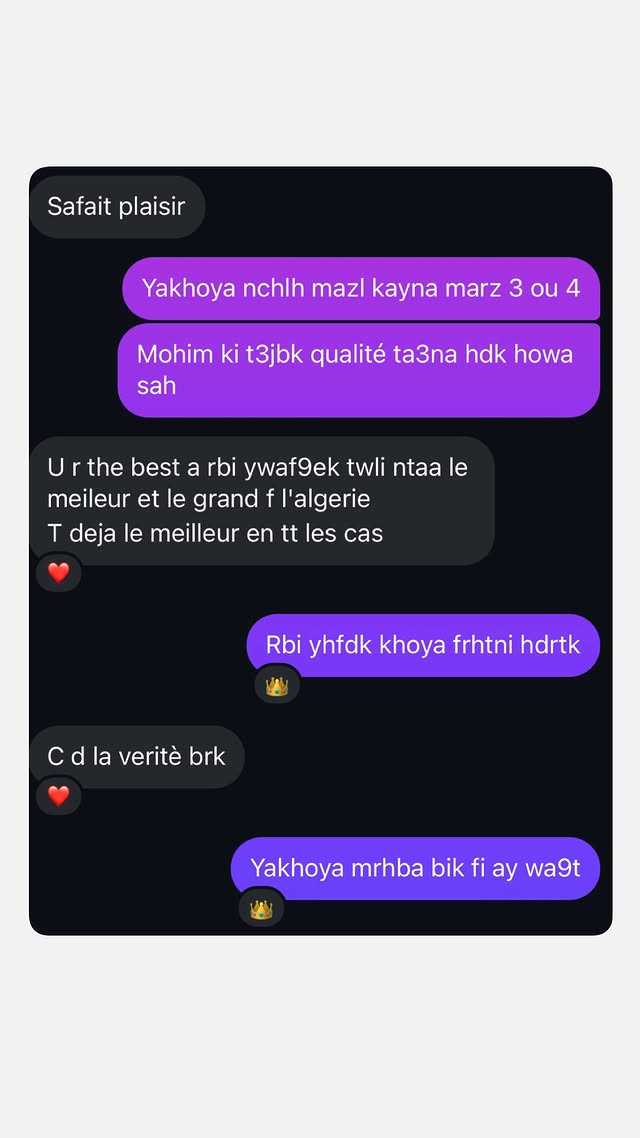 Safait plaisir
Yakhoya nchlh mazl kayna marz 3 ou 4
Mohim ki t3jbk qualité ta3na hdk howa
sah
U r the best a rbi ywaf9ek twli ntaa le
meileur et le grand f l'algerie
T deja le meilleur en tt les cas
Rbi yhfdk khoya frhtni hdrtk
C d la veritè brk
Yakhoya mrhba bik fi ay wa9t